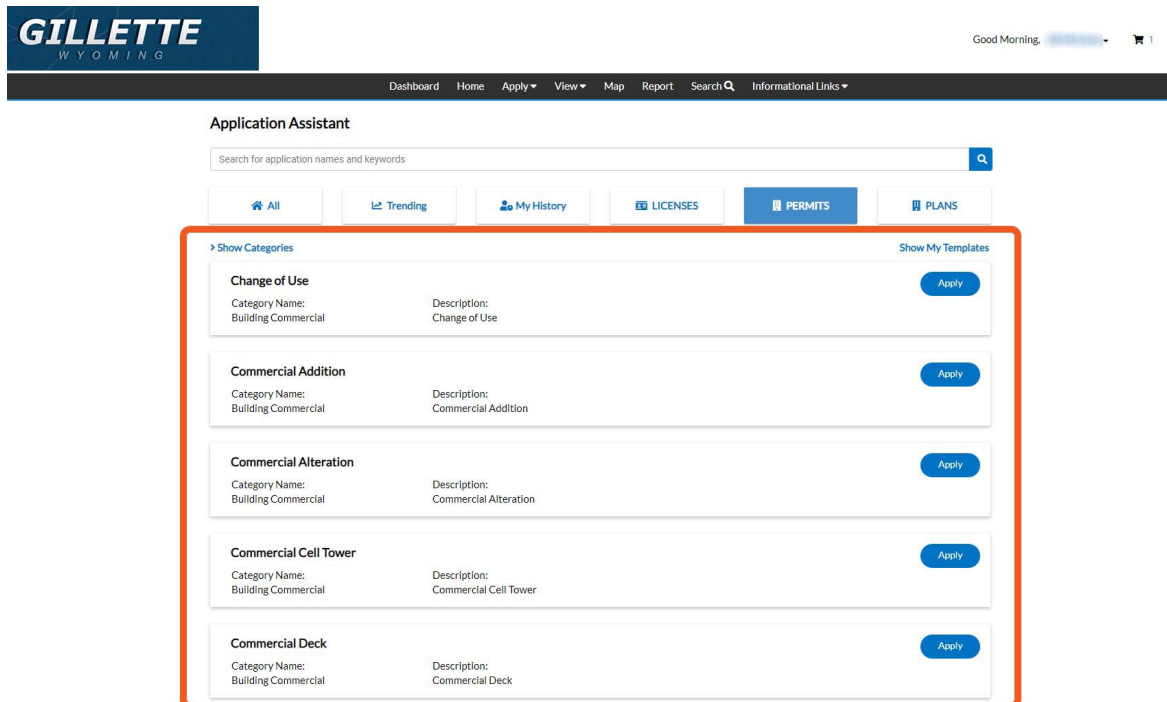 GILLETTE
WYOMING
Good Morning,
1
Dashboard Home Apply View Map Report Search Informational Links
Application Assistant
Search for application names and keywords
All Trending My History LICENSES PERMITS PLANS
Show Categories Show My Templates
Change of Use Apply
Category Name: Description:
Building Commercial Change of Use
Commercial Addition Apply
Category Name: Description:
Building Commercial Commercial Addition
Commercial Alteration Apply
Category Name: Description:
Building Commercial Commercial Alteration
Commercial Cell Tower Apply
Category Name: Description:
Building Commercial Commercial Cell Tower
Commercial Deck Apply
Category Name: Description:
Building Commercial Commercial Deck